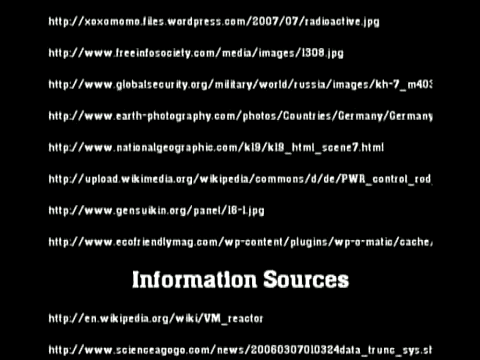 http://xoxomomo.files.wordpress.com/2007/07/radioactive.jpg
http://www.freeinfosociety.com/media/images/1308.jpg
http://www.globalsecurity.org/military/world/russia/images/kh-7_m403
http://www.earth-photography.com/photos/Countries/Germany/Germany
http://www.nationalgeographic.com/k19/k19_html_scene7.html
http://upload.wikimedia.org/wikipedia/commons/d/de/PWR_control_rod_
http://www.gensuikin.org/panel/16-1.jpg
http://www.ecofriendlymag.com/wp-content/plugins/wp-o-matic/cache/
Information Sources
http://en.wikipedia.org/wiki/VM_reactor
http://www.scienceagogo.com/news/20060307010324data_trunc_sys.sh